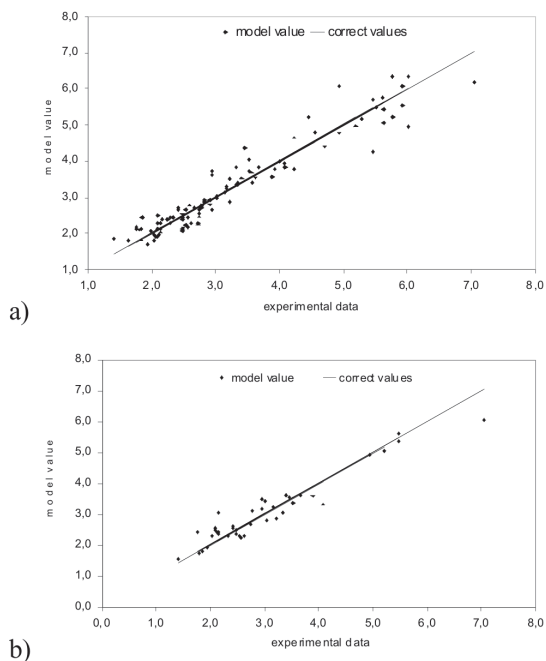 8,0
model value correct values
7,0
6,0
5,0
4,0
3,0
2,0
1,0
model value
1,0 2,0 3,0 4,0 5,0 6,0 7,0 8,0
experimental data
a)
8,0
model value correct values
7,0
6,0
5,0
4,0
3,0
2,0
1,0
0,0
model value
0,0 1,0 2,0 3,0 4,0 5,0 6,0 7,0 8,0
experimental data
b)